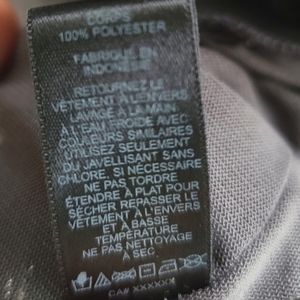 CORPS
100% POLYESTER
FABRIQUÉ EN
INDONÉSIE
RETOURNEZ LE
VÊTEMENT À L'ENVERS
LAVAGE À LA MAIN
À L'EAU FROIDE AVEC
COULEURS SIMILAIRES
UTILISEZ SEULEMENT
DU JAVELLISANT SANS
CHLORE, SI NÉCESSAIRE
NE PAS TORDRE
ÉTENDRE À PLAT POUR
SÉCHER REPASSER LE
VÊTEMENT À L'ENVERS
ET À BASSE
TEMPÉRATURE
NE PAS NETTOYAGE
À SEC
CA# XXXXXX